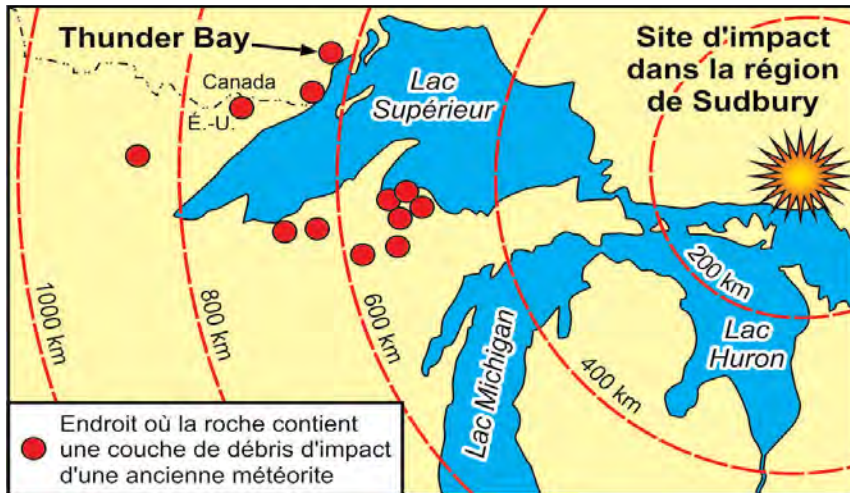 Thunder Bay
Canada
É.-U.
Lac
Supérieur
Site d'impact
dans la région
de Sudbury
1000 km
800 km
600 km
400 km
200 km
Lac Michigan
Lac
Huron
Endroit où la roche contient
une couche de débris d'impact
d'une ancienne météorite